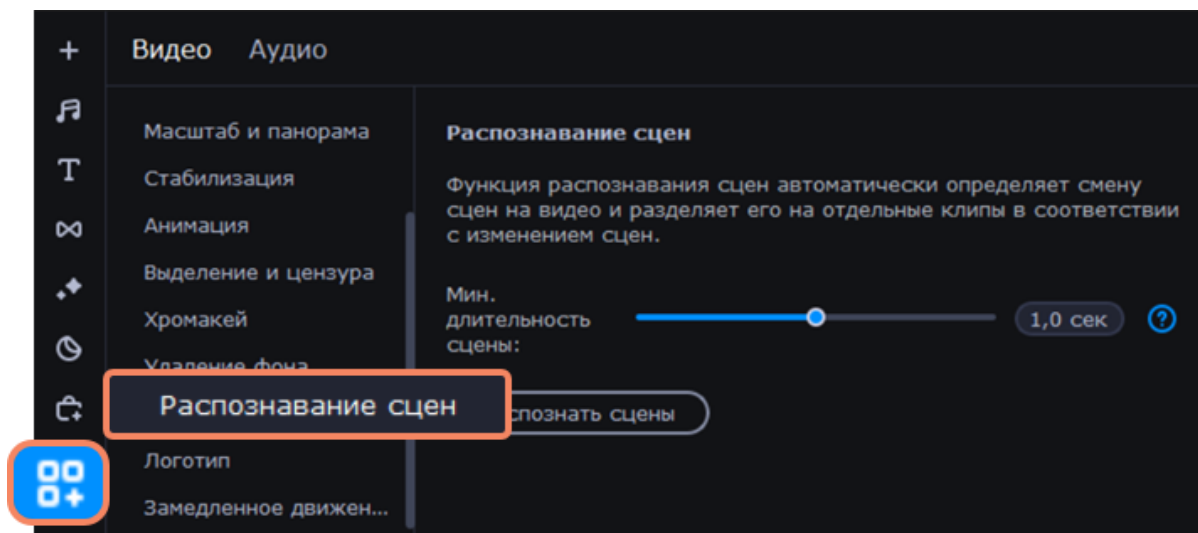 Видео Аудио
Масштаб и панорама
Стабилизация
Анимация
Выделение и цензура
Хромакей
Удаление фона
Распознавание сцен
Логотип
Замедленное движен...
Распознавание сцен
Функция распознавания сцен автоматически определяет смену
сцен на видео и разделяет его на отдельные клипы в соответствии
с изменением сцен.
Мин.
длительность
сцены:
1,0 сек
спознать сцены